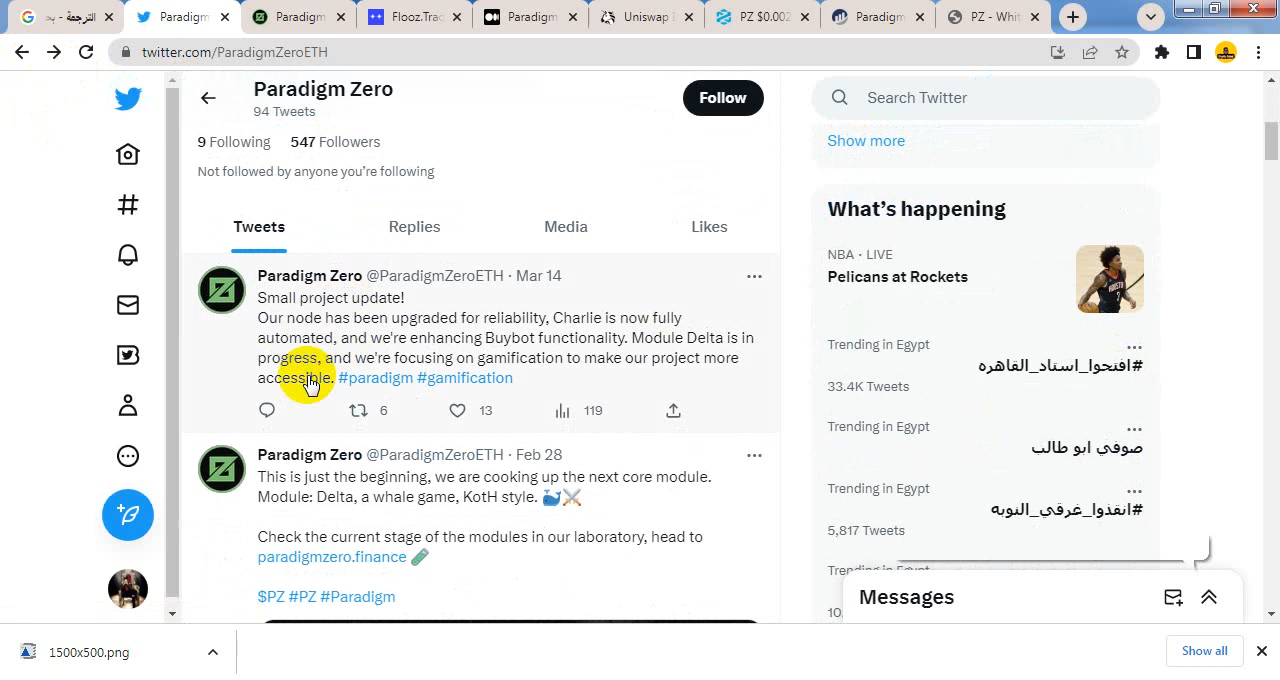 الترجمة - بح
Paradigm
Paradigm
Flooz.Trac
Paradigm
Uniswap
PZ $0.002
Paradigm
PZ - Whit
twitter.com/ParadigmZeroETH
Paradigm Zero
94 Tweets
Follow
Search Twitter
9 Following 547 Followers
Show more
Not followed by anyone you’re following
Tweets Replies Media Likes
What’s happening
NBA · LIVE
Pelicans at Rockets
Paradigm Zero @ParadigmZeroETH · Mar 14
Small project update!
Our node has been upgraded for reliability, Charlie is now fully
automated, and we're enhancing Buybot functionality. Module Delta is in
progress, and we're focusing on gamification to make our project more
accessible. #paradigm #gamification
6 13 119
Trending in Egypt
#افتحوا_استاد_القاهره
33.4K Tweets
Trending in Egypt
صوفي ابو طالب
Paradigm Zero @ParadigmZeroETH · Feb 28
This is just the beginning, we are cooking up the next core module.
Module: Delta, a whale game, KotH style. 🐳⚔️
Check the current stage of the modules in our laboratory, head to
paradigmzero.finance 🧪
$PZ #PZ #Paradigm
Trending in Egypt
#انقذوا_غرقي_النوبه
5,817 Tweets
Trending in Egypt
Messages
1500x500.png
Show all